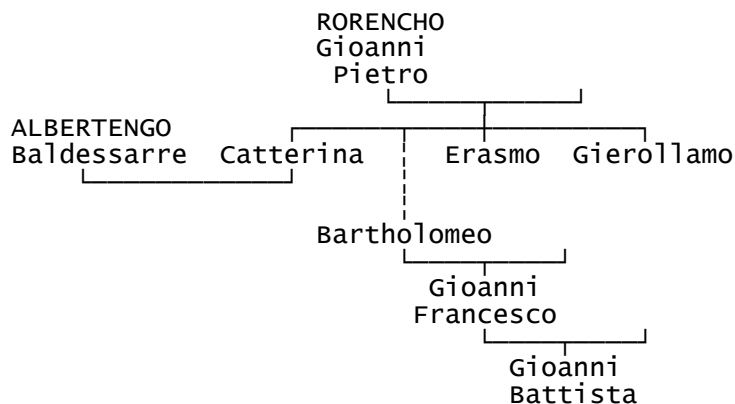 RORENCHO
Gioanni
Pietro
ALBERTENGO
Baldessarre Catterina Erasmo Gierollamo
Bartholomeo
Gioanni
Francesco
Gioanni
Battista